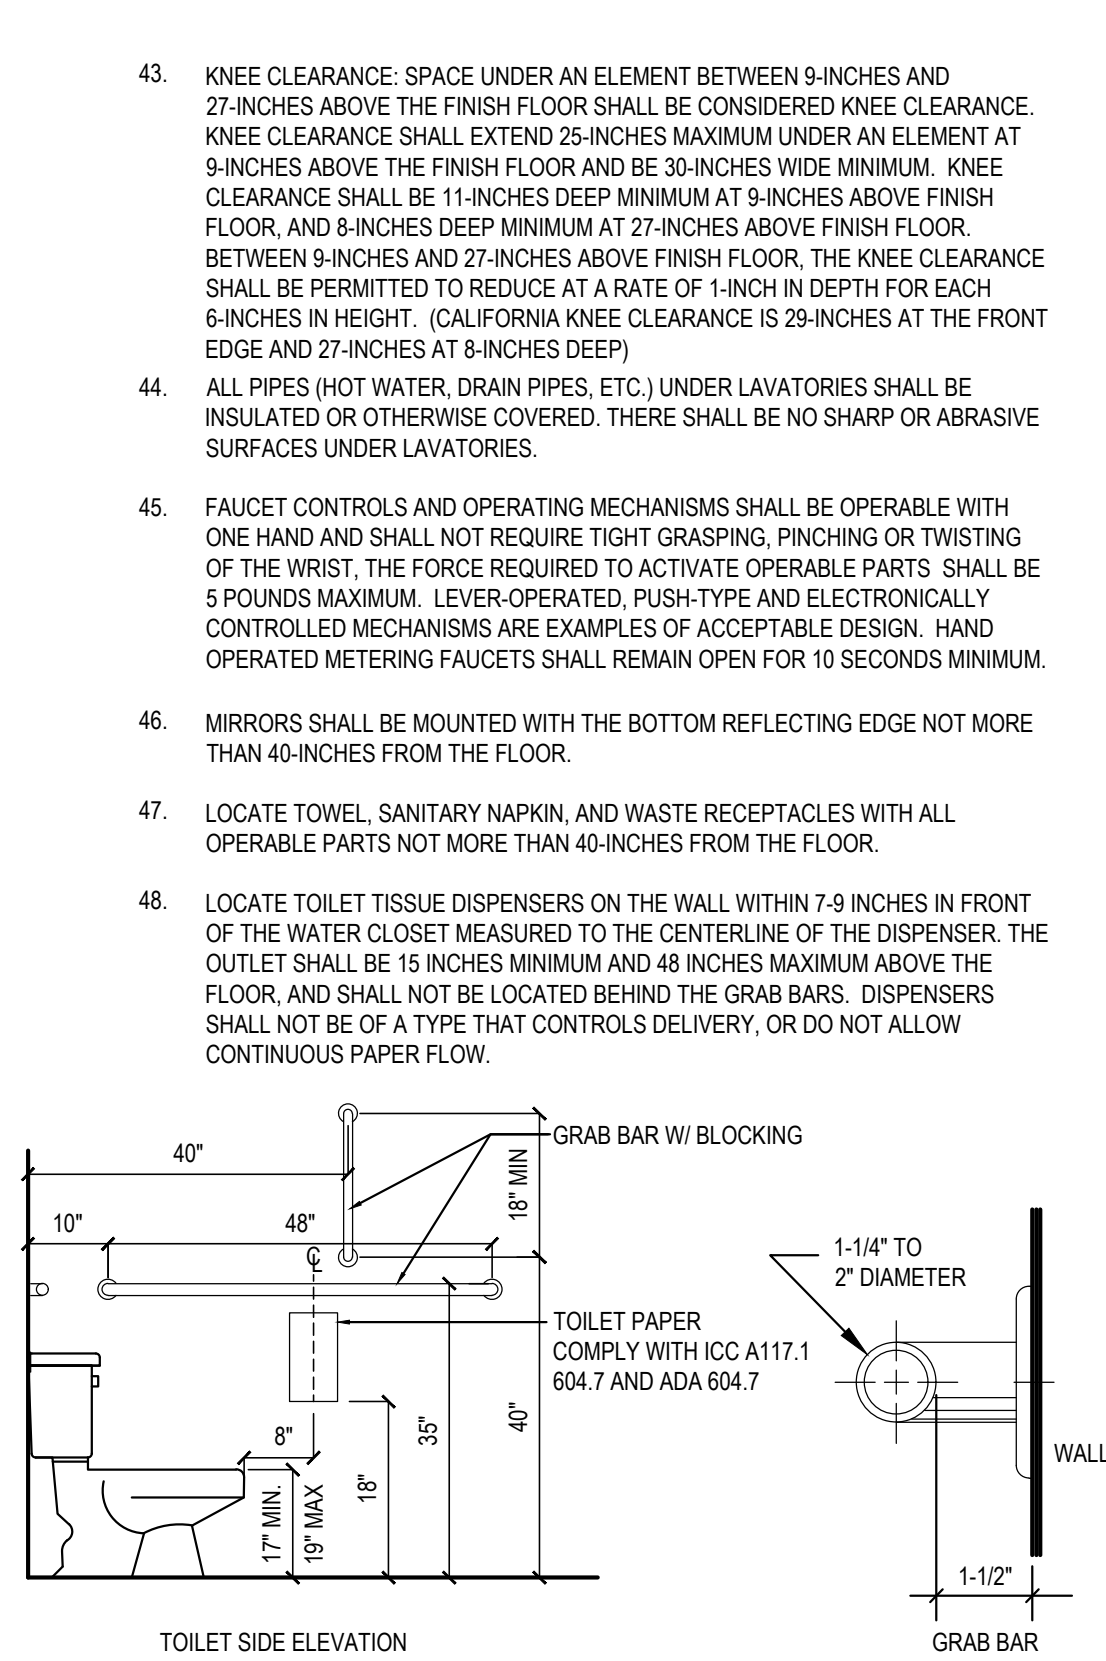 43. KNEE CLEARANCE: SPACE UNDER AN ELEMENT BETWEEN 9-INCHES AND
27-INCHES ABOVE THE FINISH FLOOR SHALL BE CONSIDERED KNEE CLEARANCE.
KNEE CLEARANCE SHALL EXTEND 25-INCHES MAXIMUM UNDER AN ELEMENT AT
9-INCHES ABOVE THE FINISH FLOOR AND BE 30-INCHES WIDE MINIMUM. KNEE
CLEARANCE SHALL BE 11-INCHES DEEP MINIMUM AT 9-INCHES ABOVE FINISH
FLOOR, AND 8-INCHES DEEP MINIMUM AT 27-INCHES ABOVE FINISH FLOOR.
BETWEEN 9-INCHES AND 27-INCHES ABOVE FINISH FLOOR, THE KNEE CLEARANCE
SHALL BE PERMITTED TO REDUCE AT A RATE OF 1-INCH IN DEPTH FOR EACH
6-INCHES IN HEIGHT. (CALIFORNIA KNEE CLEARANCE IS 29-INCHES AT THE FRONT
EDGE AND 27-INCHES AT 8-INCHES DEEP)
44. ALL PIPES (HOT WATER, DRAIN PIPES, ETC.) UNDER LAVATORIES SHALL BE
INSULATED OR OTHERWISE COVERED. THERE SHALL BE NO SHARP OR ABRASIVE
SURFACES UNDER LAVATORIES.
45. FAUCET CONTROLS AND OPERATING MECHANISMS SHALL BE OPERABLE WITH
ONE HAND AND SHALL NOT REQUIRE TIGHT GRASPING, PINCHING OR TWISTING
OF THE WRIST, THE FORCE REQUIRED TO ACTIVATE OPERABLE PARTS SHALL BE
5 POUNDS MAXIMUM. LEVER-OPERATED, PUSH-TYPE AND ELECTRONICALLY
CONTROLLED MECHANISMS ARE EXAMPLES OF ACCEPTABLE DESIGN. HAND
OPERATED METERING FAUCETS SHALL REMAIN OPEN FOR 10 SECONDS MINIMUM.
46. MIRRORS SHALL BE MOUNTED WITH THE BOTTOM REFLECTING EDGE NOT MORE
THAN 40-INCHES FROM THE FLOOR.
47. LOCATE TOWEL, SANITARY NAPKIN, AND WASTE RECEPTACLES WITH ALL
OPERABLE PARTS NOT MORE THAN 40-INCHES FROM THE FLOOR.
48. LOCATE TOILET TISSUE DISPENSERS ON THE WALL WITHIN 7-9 INCHES IN FRONT
OF THE WATER CLOSET MEASURED TO THE CENTERLINE OF THE DISPENSER. THE
OUTLET SHALL BE 15 INCHES MINIMUM AND 48 INCHES MAXIMUM ABOVE THE
FLOOR, AND SHALL NOT BE LOCATED BEHIND THE GRAB BARS. DISPENSERS
SHALL NOT BE OF A TYPE THAT CONTROLS DELIVERY, OR DO NOT ALLOW
CONTINUOUS PAPER FLOW.
GRAB BAR W/ BLOCKING
40"
18" MIN
10"
48"
℄
TOILET PAPER
COMPLY WITH ICC A117.1
604.7 AND ADA 604.7
8"
35"
40"
18"
17" MIN.
19" MAX
TOILET SIDE ELEVATION
1-1/4" TO
2" DIAMETER
WALL
1-1/2"
GRAB BAR